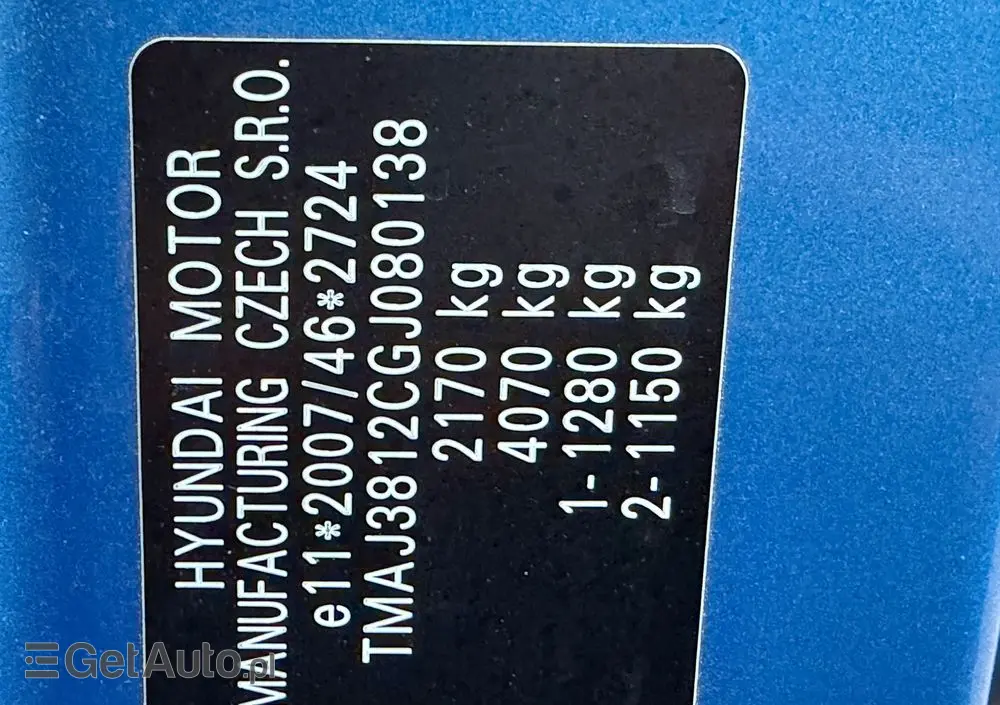 HYUNDAI MOTOR
MANUFACTURING CZECH S.R.O.
e11*2007/46*2724
TMAJ3812CGJ080138
2170 kg
4070 kg
1- 1280 kg
2- 1150 kg
GetAuto.pl